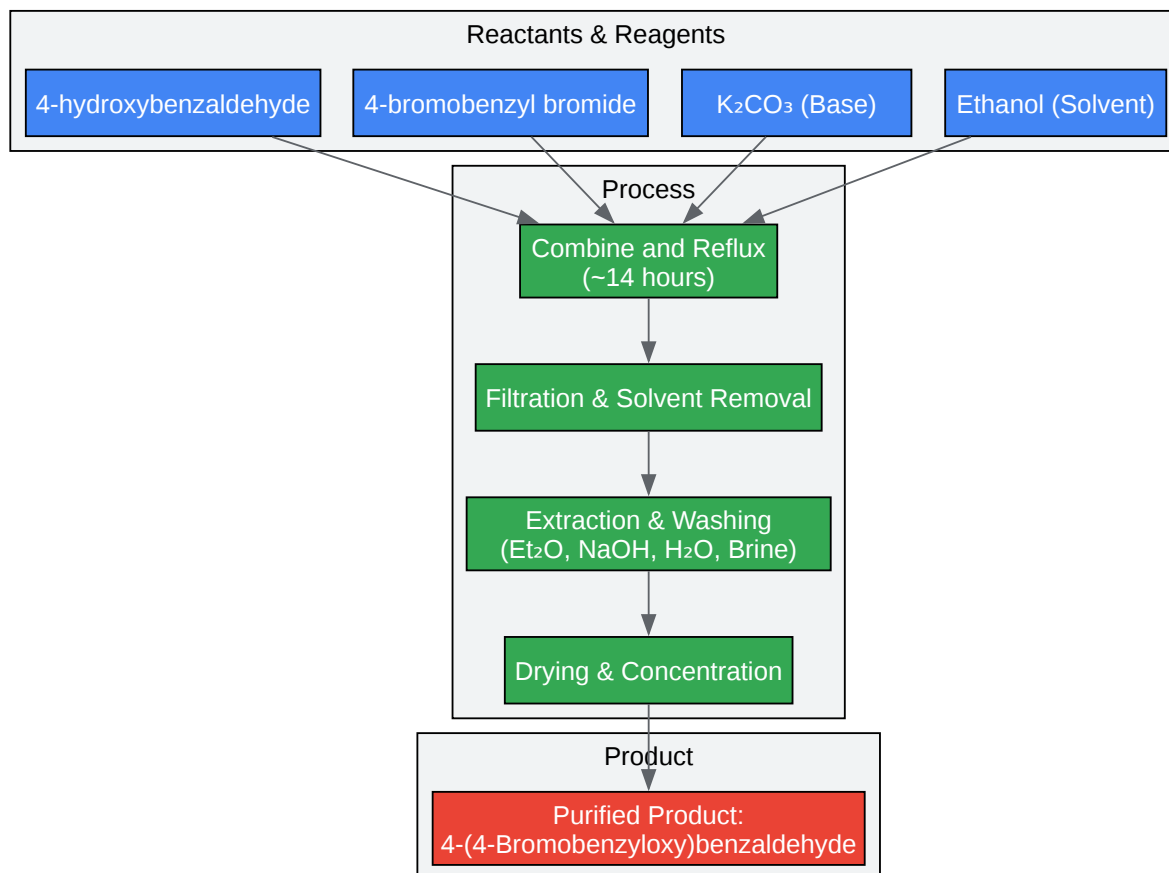 Reactants & Reagents
4-hydroxybenzaldehyde
4-bromobenzyl bromide
K₂CO₃ (Base)
Ethanol (Solvent)
Process
Combine and Reflux
(~14 hours)
Filtration & Solvent Removal
Extraction & Washing
(Et₂O, NaOH, H₂O, Brine)
Drying & Concentration
Product
Purified Product:
4-(4-Bromobenzyloxy)benzaldehyde